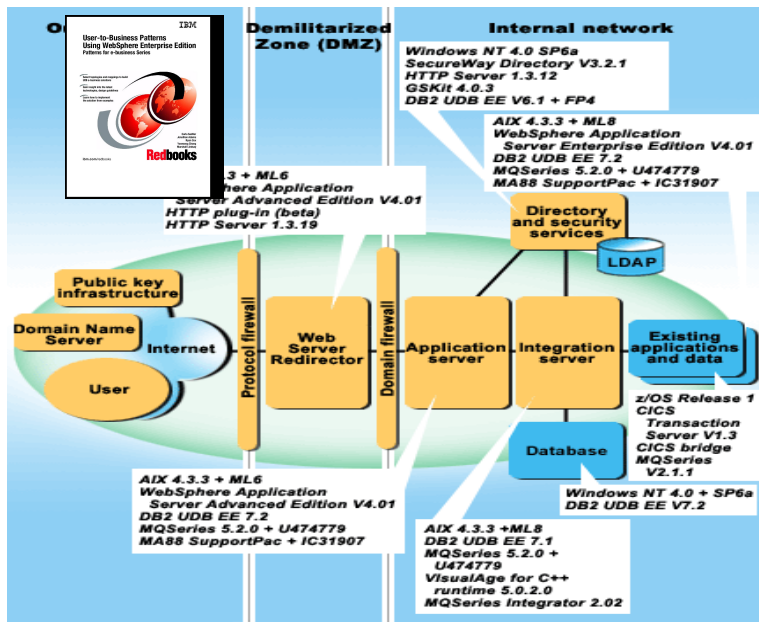 Demilitarized
Zone (DMZ)
Internal network
IBM
User-to-Business Patterns
Using WebSphere Enterprise Edition
Patterns for e-business Series
Redbooks
ibm.com/redbooks
Windows NT 4.0 SP6a
SecureWay Directory V3.2.1
HTTP Server 1.3.12
GSKit 4.0.3
DB2 UDB EE V6.1 + FP4
AIX 4.3.3 + ML8
WebSphere Application
Server Enterprise Edition V4.01
DB2 UDB EE 7.2
MQSeries 5.2.0 + U474779
MA88 SupportPac + IC31907
.3 + ML6
Application
Server Advanced Edition V4.01
HTTP plug-in (beta)
HTTP Server 1.3.19
Directory
and security
services
LDAP
Public key
infrastructure
Domain Name
Server
Internet
User
Protocol firewall
Web
Server
Redirector
Domain firewall
Application
server
Integration
server
Existing
applications
and data
Database
z/OS Release 1
CICS
Transaction
Server V1.3
CICS bridge
MQSeries
V2.1.1
AIX 4.3.3 + ML6
WebSphere Application
Server Advanced Edition V4.01
DB2 UDB EE 7.2
MQSeries 5.2.0 + U474779
MA88 SupportPac + IC31907
Windows NT 4.0 + SP6a
DB2 UDB EE V7.2
AIX 4.3.3 +ML8
DB2 UDB EE 7.1
MQSeries 5.2.0 +
U474779
VisualAge for C++
runtime 5.0.2.0
MQSeries Integrator 2.02